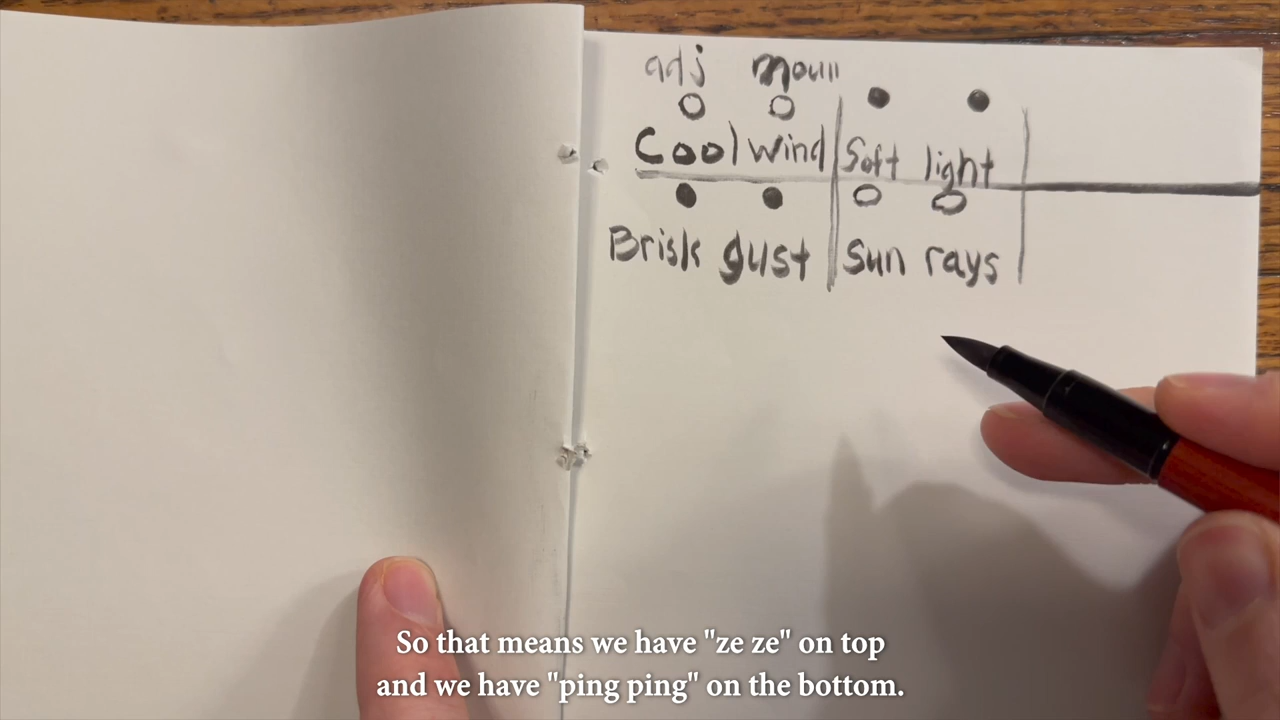 adj noun
Cool wind Soft light
Brisk gust Sun rays
So that means we have "ze ze" on top
and we have "ping ping" on the bottom.